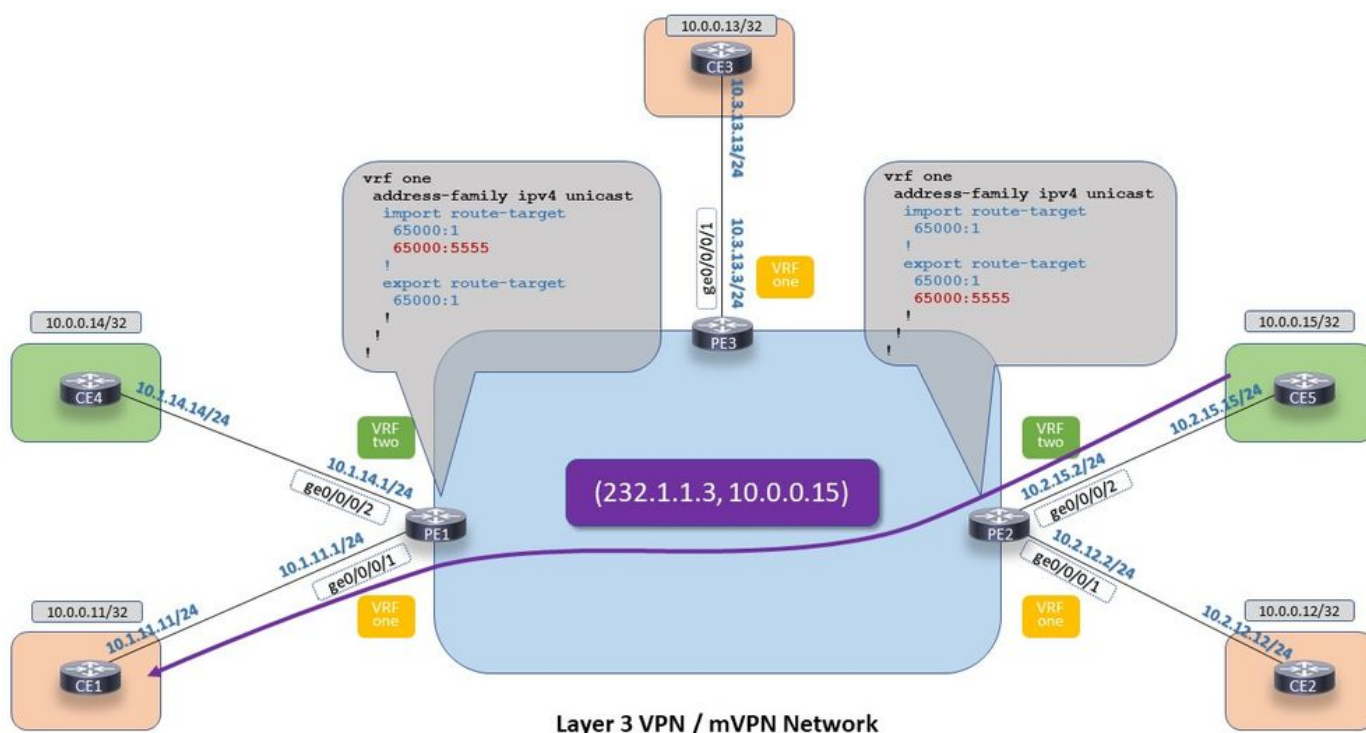 10.0.0.13/32
CE3
10.3.13.13/24
vrf one
address-family ipv4 unicast
import route-target
65000:1
65000:5555
!
export route-target
65000:1
!
!
!
ge0/0/0/1
10.3.13.3/24
VRF
one
PE3
vrf one
address-family ipv4 unicast
import route-target
65000:1
!
export route-target
65000:1
65000:5555
!
!
!
10.0.0.14/32
CE4
10.1.14.14/24
VRF
two
10.1.14.1/24
ge0/0/0/2
PE1
10.1.11.1/24
ge0/0/0/1
VRF
one
10.0.0.11/32
10.1.11.11/24
CE1
(232.1.1.3, 10.0.0.15)
10.0.0.15/32
CE5
10.2.15.15/24
VRF
two
10.2.15.2/24
ge0/0/0/2
PE2
10.2.12.2/24
ge0/0/0/1
VRF
one
10.0.0.12/32
10.2.12.12/24
CE2
Layer 3 VPN / mVPN Network